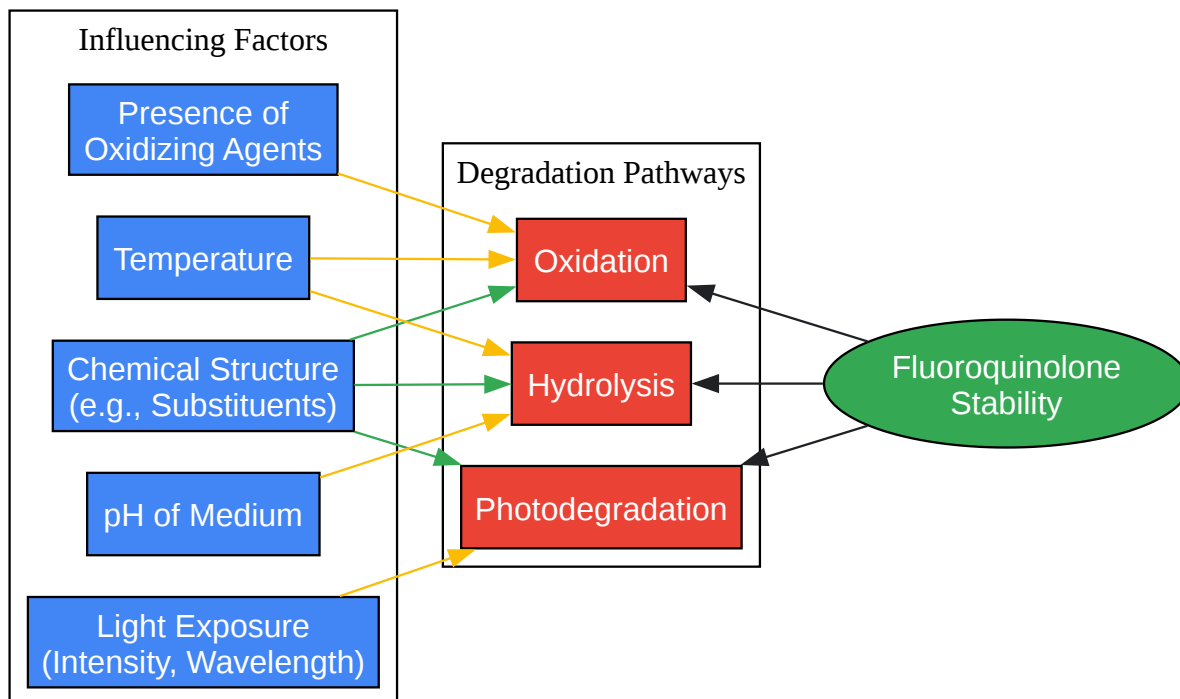 Influencing Factors
Presence of
Oxidizing Agents
Temperature
Chemical Structure
(e.g., Substituents)
pH of Medium
Light Exposure
(Intensity, Wavelength)
Degradation Pathways
Oxidation
Hydrolysis
Photodegradation
Fluoroquinolone
Stability